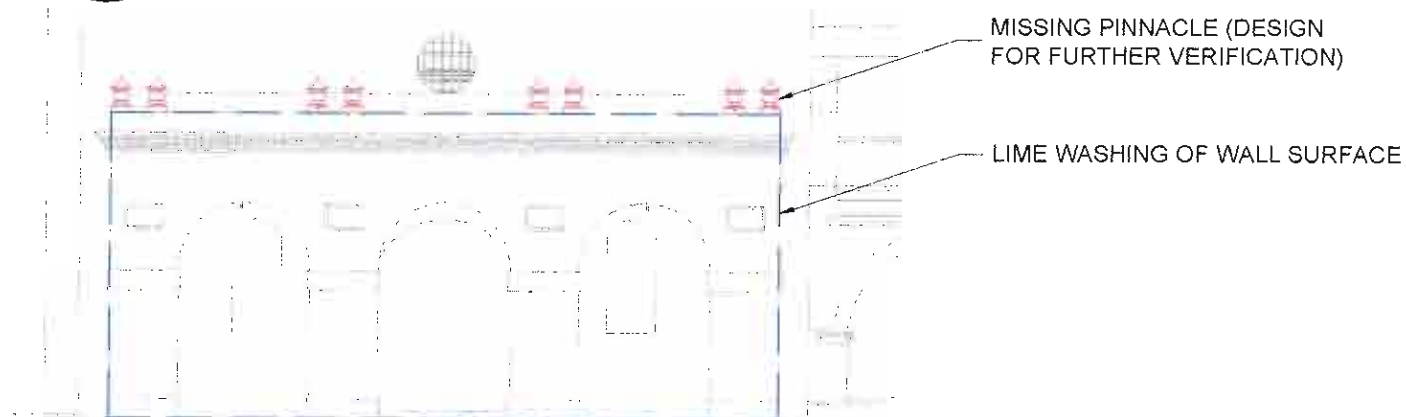 MISSING PINNACLE (DESIGN
FOR FURTHER VERIFICATION)
LIME WASHING OF WALL SURFACE